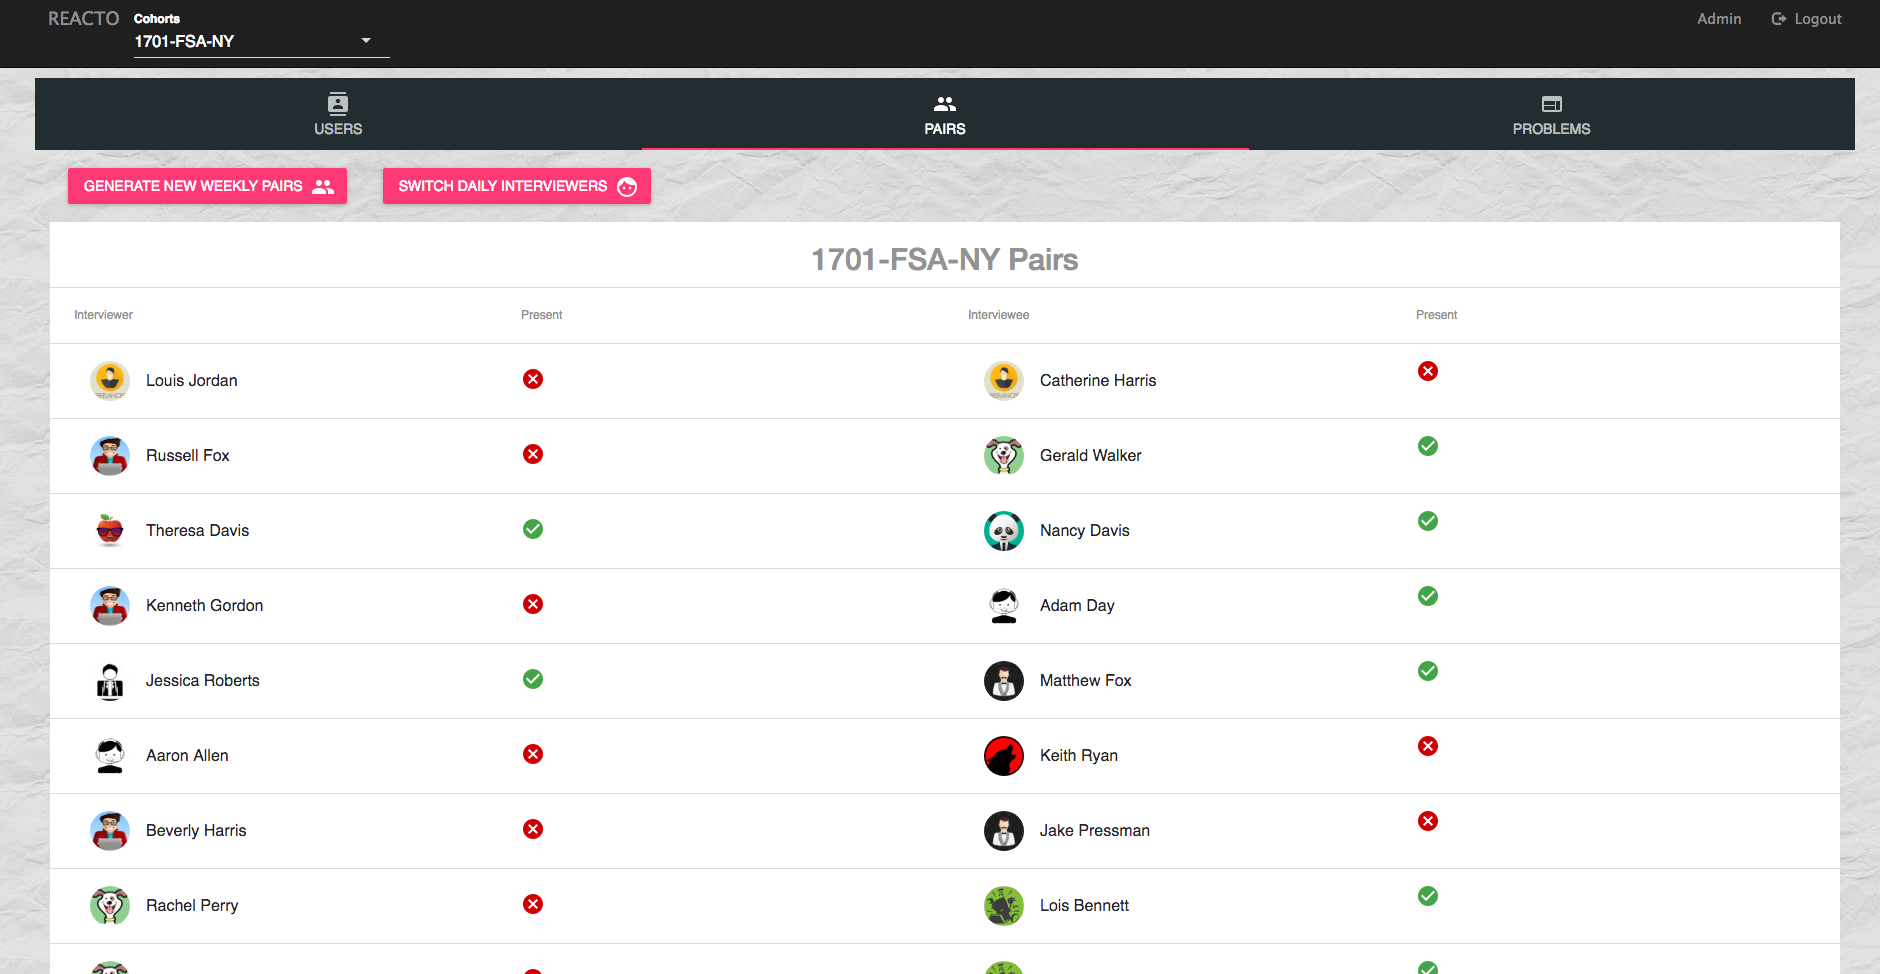 REACTO
Cohorts
1701-FSA-NY
Admin
Logout
USERS
PAIRS
PROBLEMS
GENERATE NEW WEEKLY PAIRS
SWITCH DAILY INTERVIEWERS
1701-FSA-NY Pairs
Interviewer Present Interviewee Present
Louis Jordan Catherine Harris
Russell Fox Gerald Walker
Theresa Davis Nancy Davis
Kenneth Gordon Adam Day
Jessica Roberts Matthew Fox
Aaron Allen Keith Ryan
Beverly Harris Jake Pressman
Rachel Perry Lois Bennett